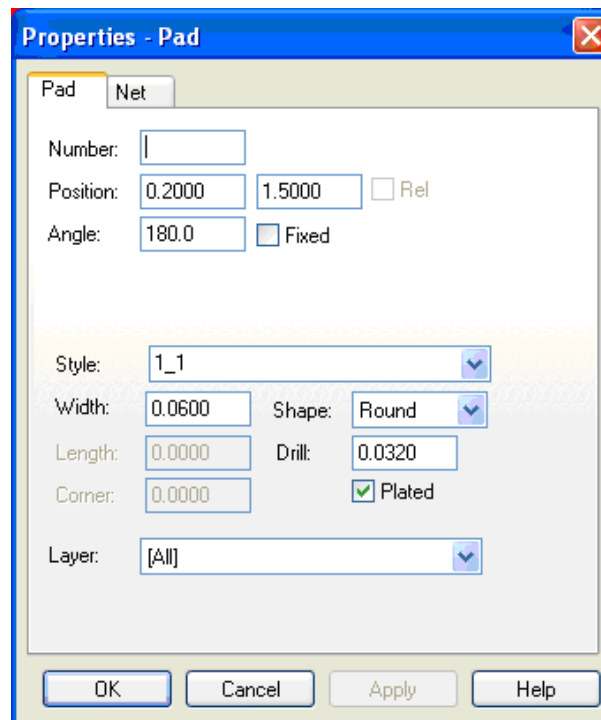 Properties - Pad
Pad Net
Number:
Position: 0.2000 1.5000 Rel
Angle: 180.0 Fixed
Style: 1_1
Width: 0.0600 Shape: Round
Length: 0.0000 Drill: 0.0320
Corner: 0.0000 Plated
Layer: [All]
OK Cancel Apply Help